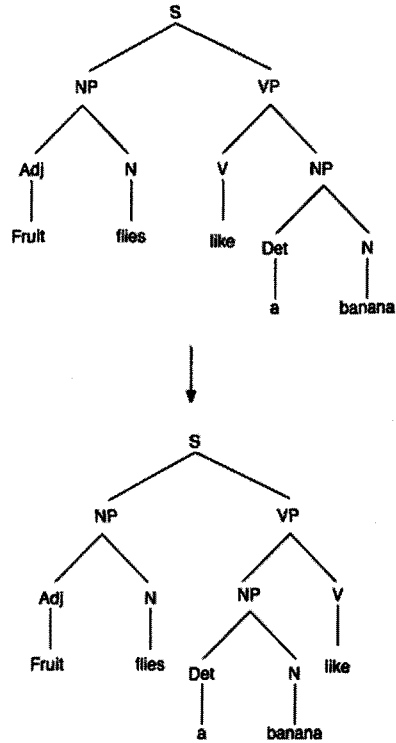 S
NP VP
Adj N V NP
Fruit flies like Det N
a banana
S
NP VP
Adj N NP V
Fruit flies Det N like
a banana